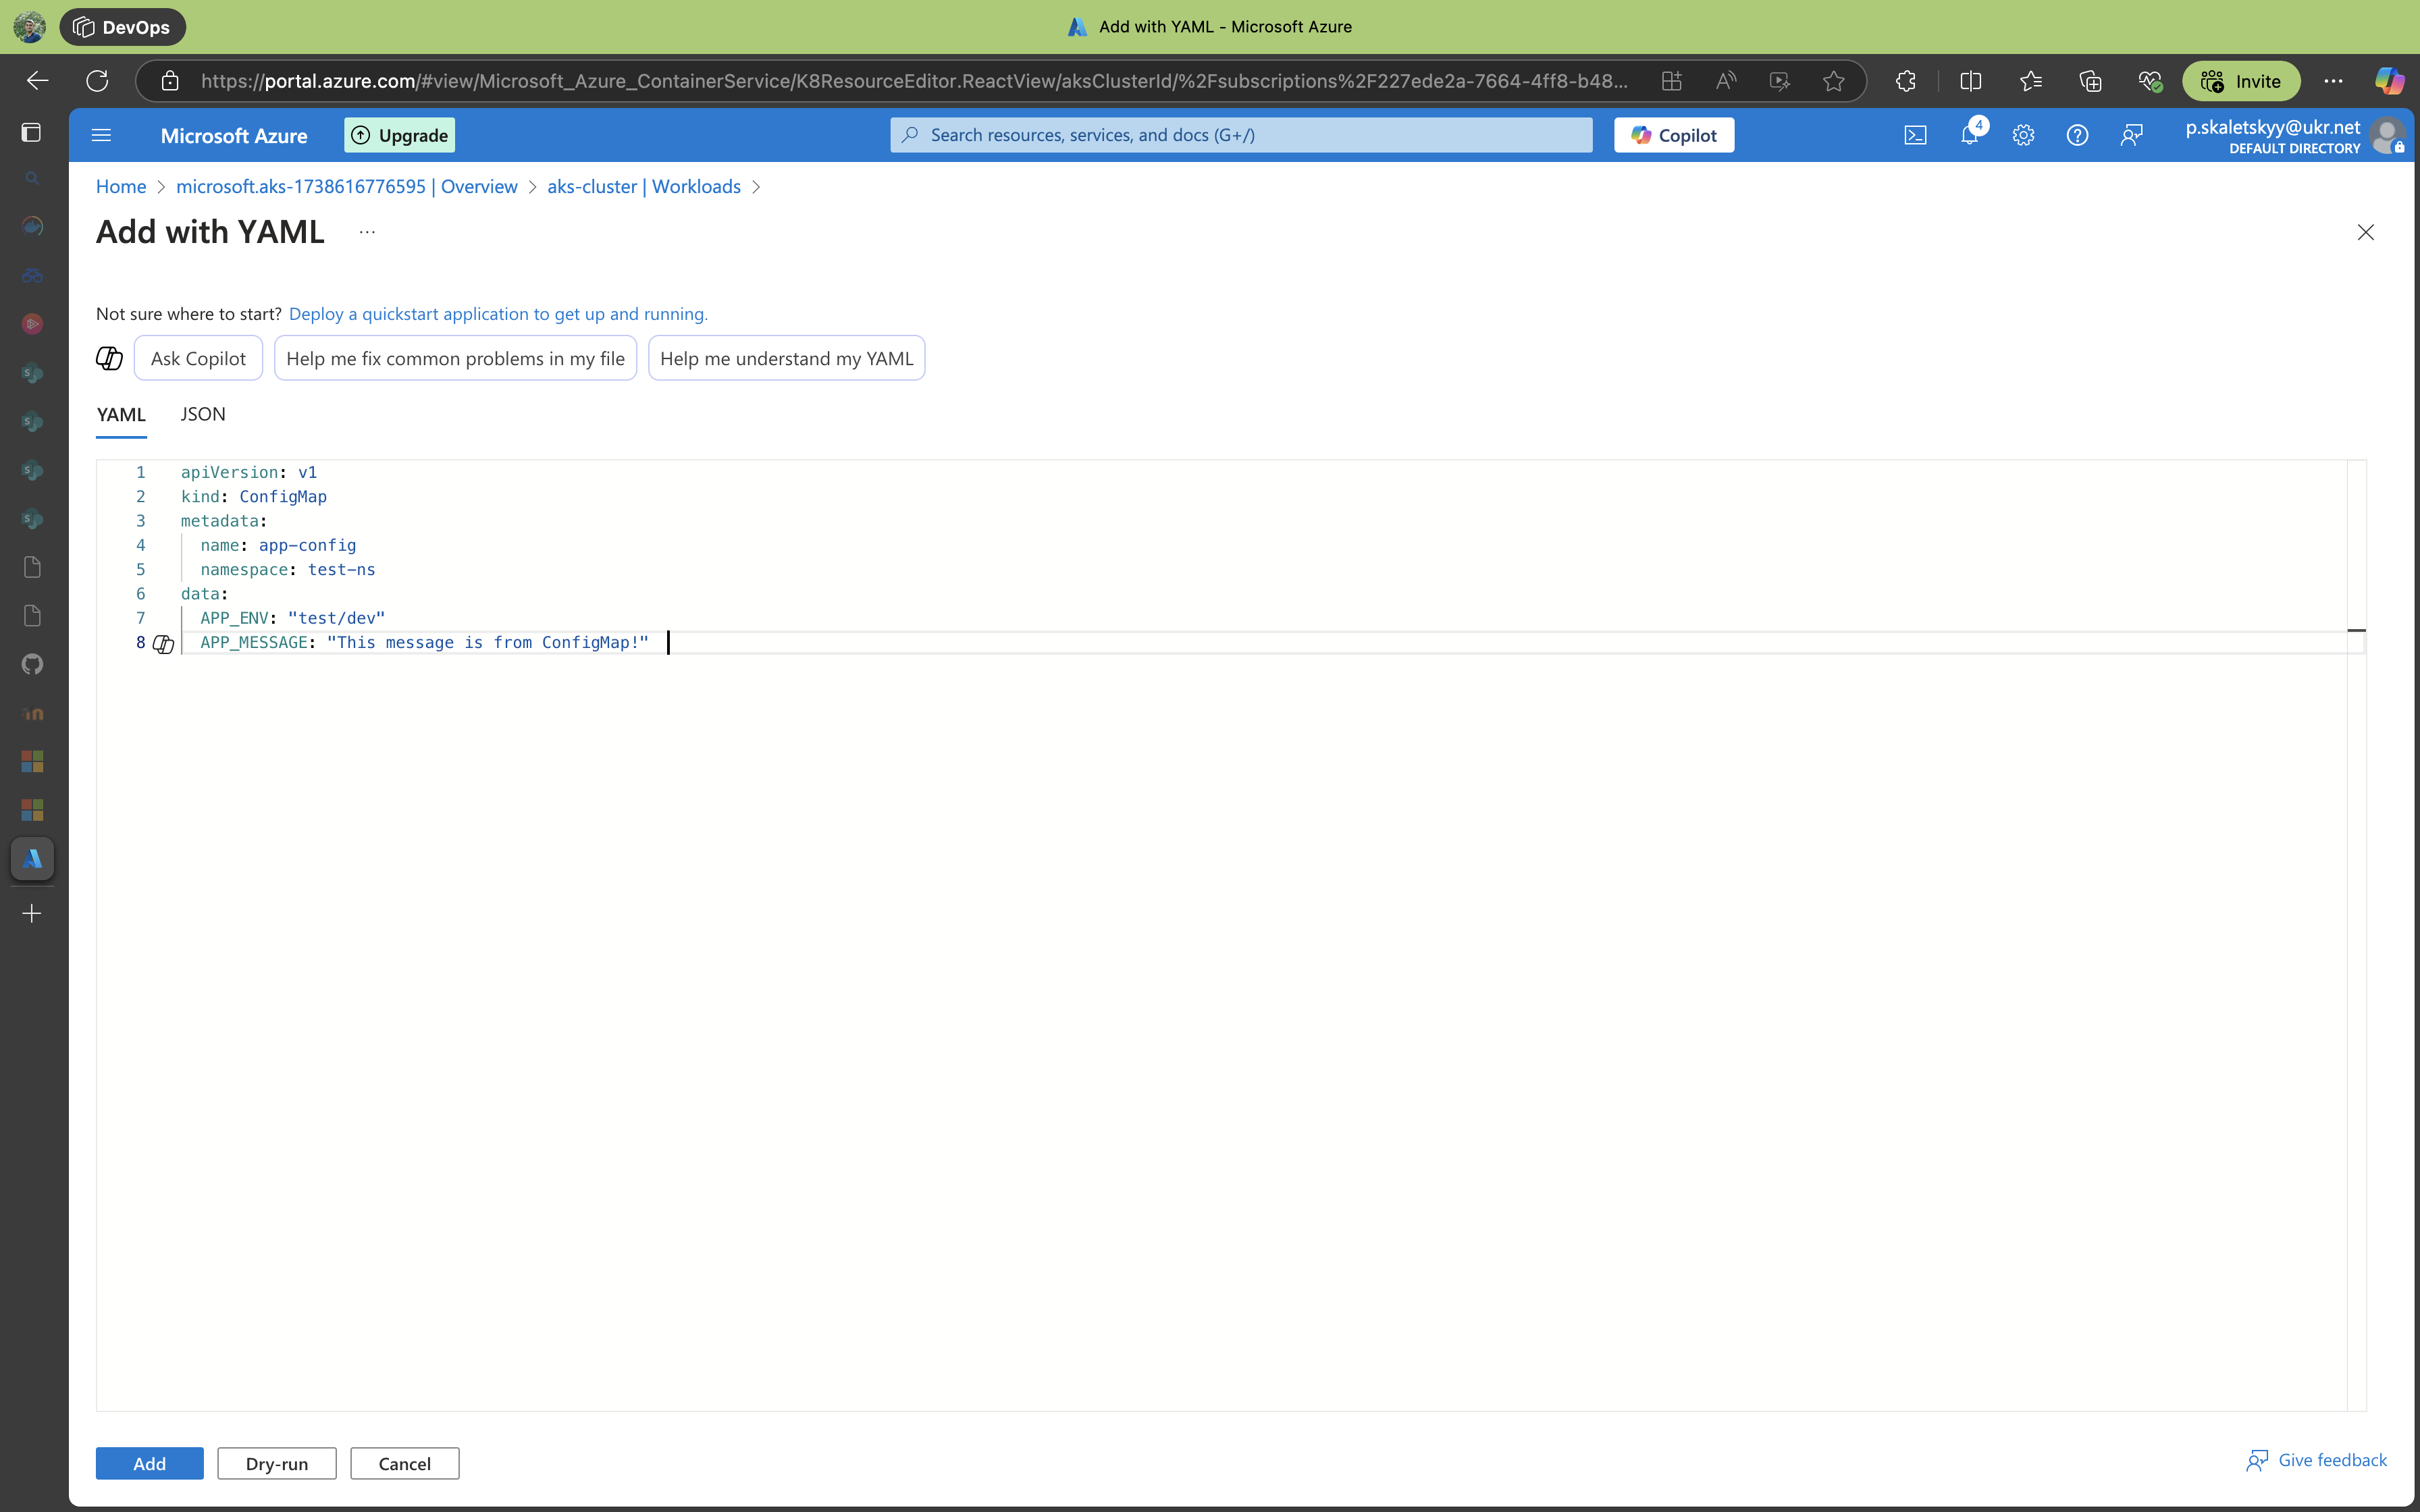 DevOps
Add with YAML - Microsoft Azure
https://portal.azure.com/#view/Microsoft_Azure_ContainerService/K8ResourceEditor.ReactView/aksClusterId/%2Fsubscriptions%2F227ede2a-7664-4ff8-b48...
Invite
Microsoft Azure
Upgrade
Search resources, services, and docs (G+/)
Copilot
4
p.skaletskyy@ukr.net
DEFAULT DIRECTORY
Home > microsoft.aks-1738616776595 | Overview > aks-cluster | Workloads >
Add with YAML ...
Not sure where to start? Deploy a quickstart application to get up and running.
Ask Copilot
Help me fix common problems in my file
Help me understand my YAML
YAML JSON
1 apiVersion: v1
2 kind: ConfigMap
3 metadata:
4 name: app-config
5 namespace: test-ns
6 data:
7 APP_ENV: "test/dev"
8 APP_MESSAGE: "This message is from ConfigMap!"
Add
Dry-run
Cancel
Give feedback